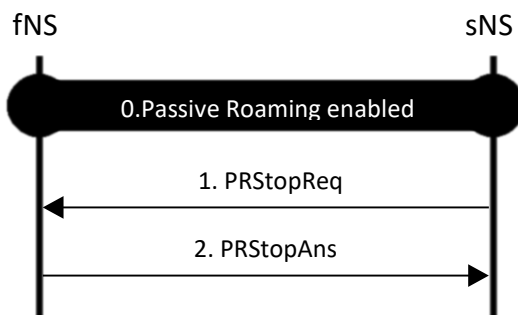 fNS
sNS
0.Passive Roaming enabled
1. PRStopReq
2. PRStopAns